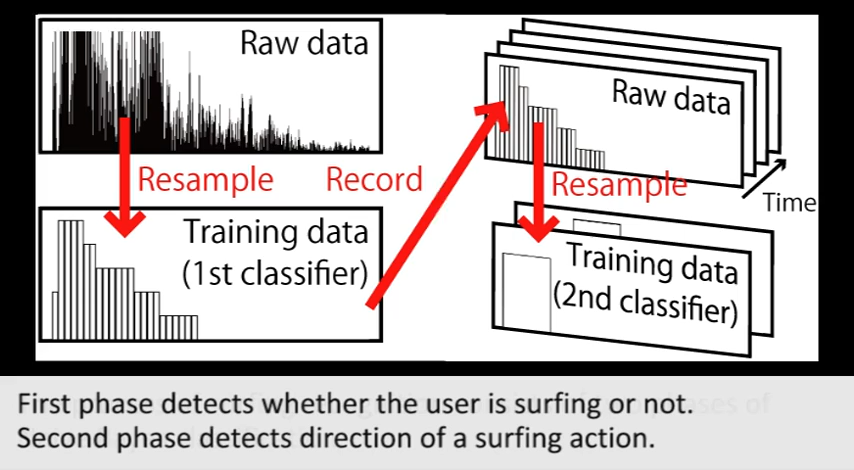 Raw data
Resample
Record
Training data
(1st classifier)
Raw data
Resample
Time
Training data
(2nd classifier)
First phase detects whether the user is surfing or not.
Second phase detects direction of a surfing action.